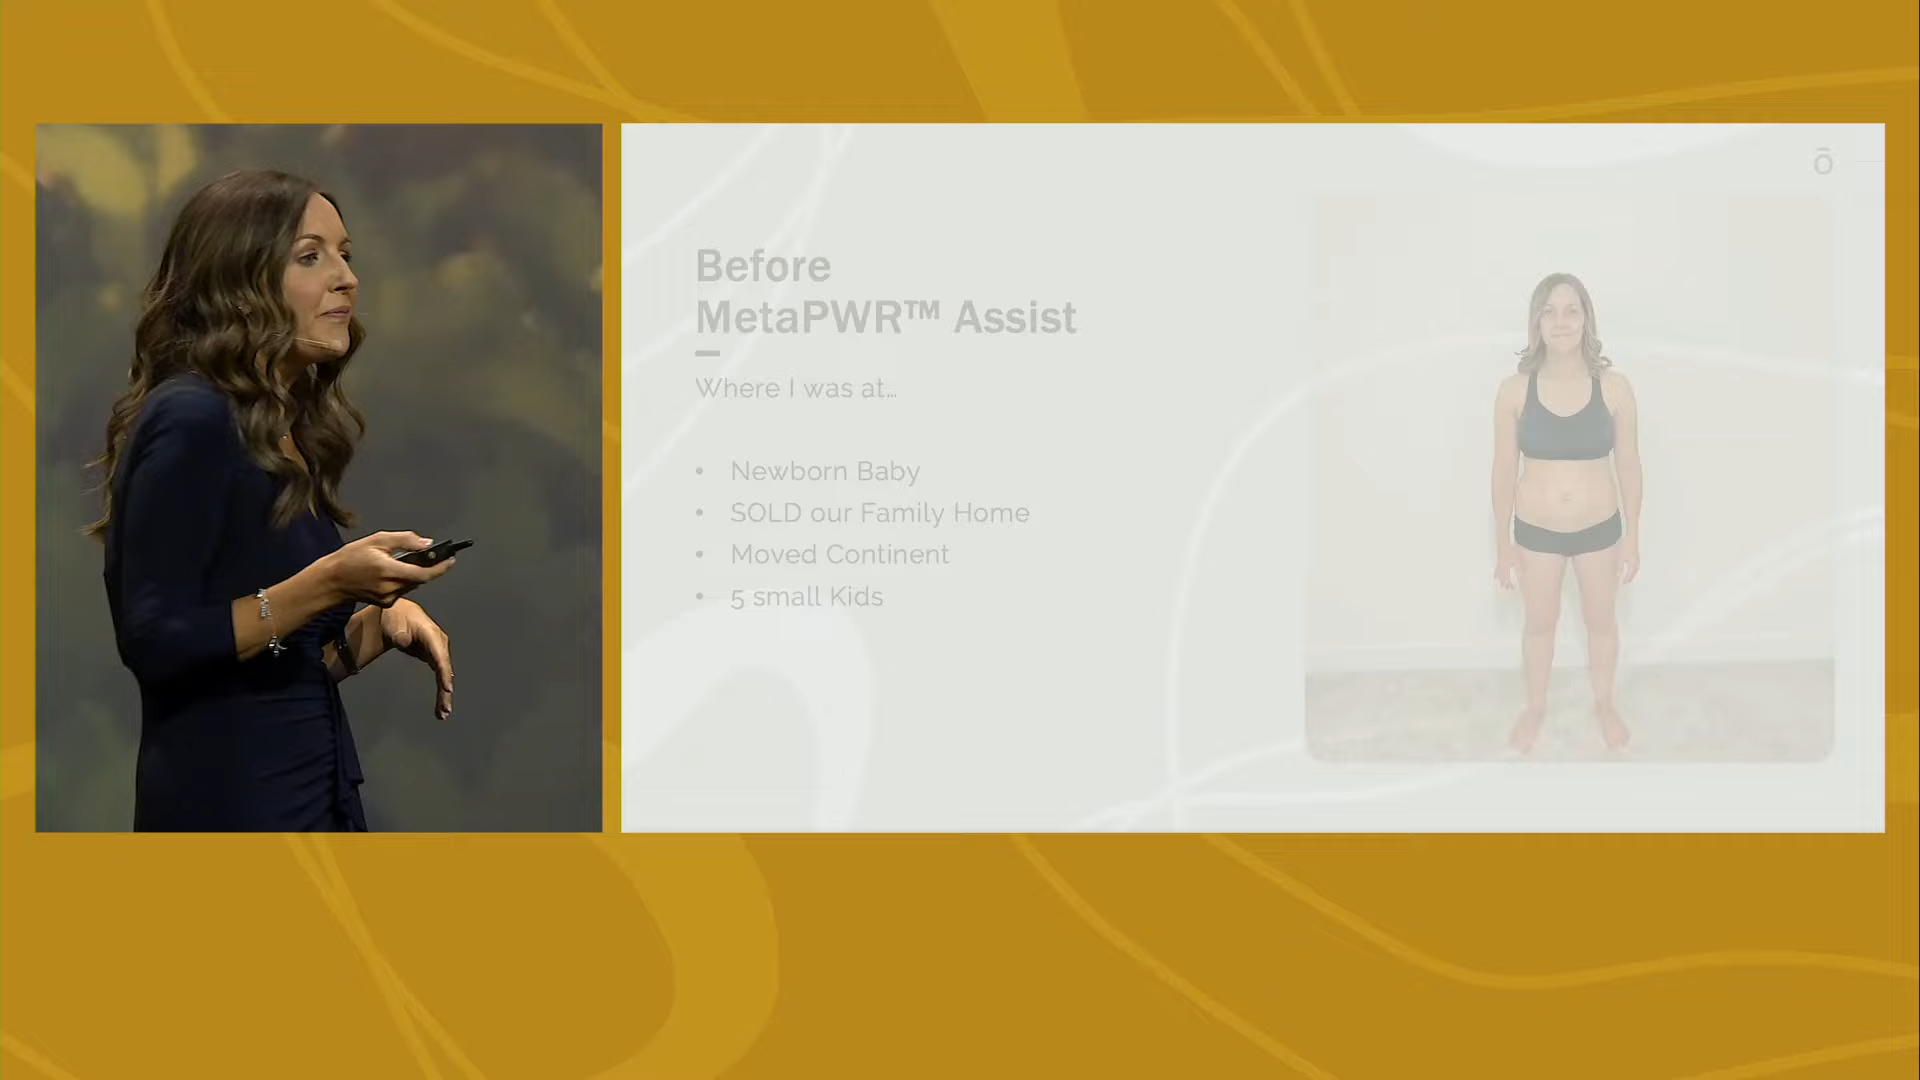 ō
Before
MetaPWR™ Assist
Where I was at…
• Newborn Baby
• SOLD our Family Home
• Moved Continent
• 5 small Kids